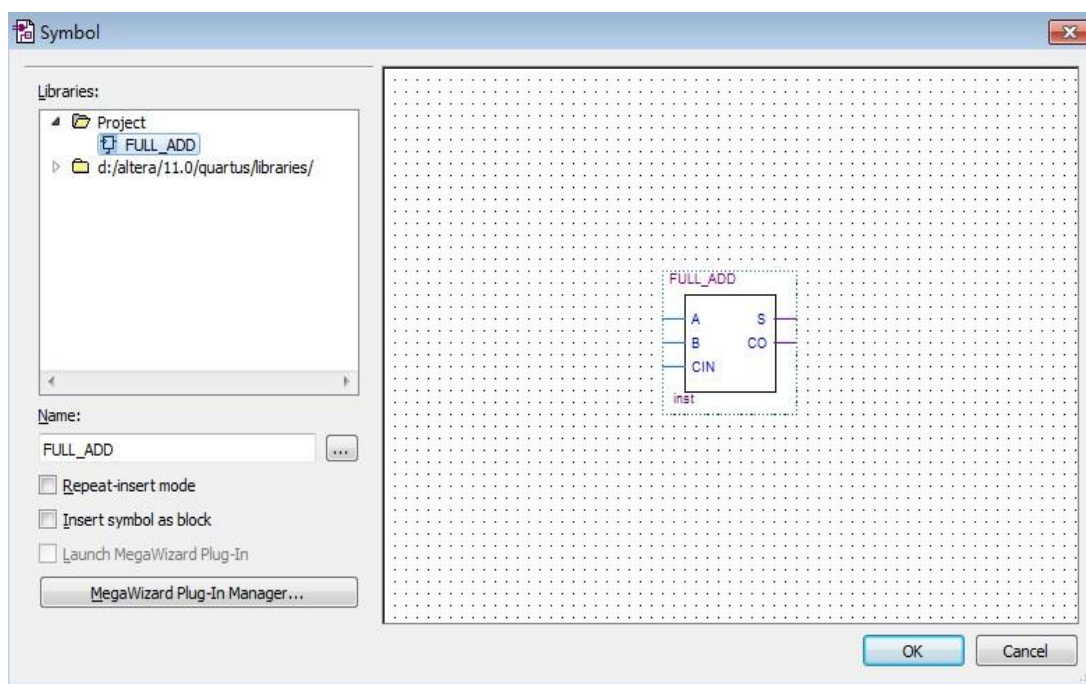 Symbol
Libraries:
Project
FULL_ADD
d:/altera/11.0/quartus/libraries/
Name:
FULL_ADD
...
Repeat-insert mode
Insert symbol as block
Launch MegaWizard Plug-In
MegaWizard Plug-In Manager...
FULL_ADD
A S
B CO
CIN
inst
OK Cancel